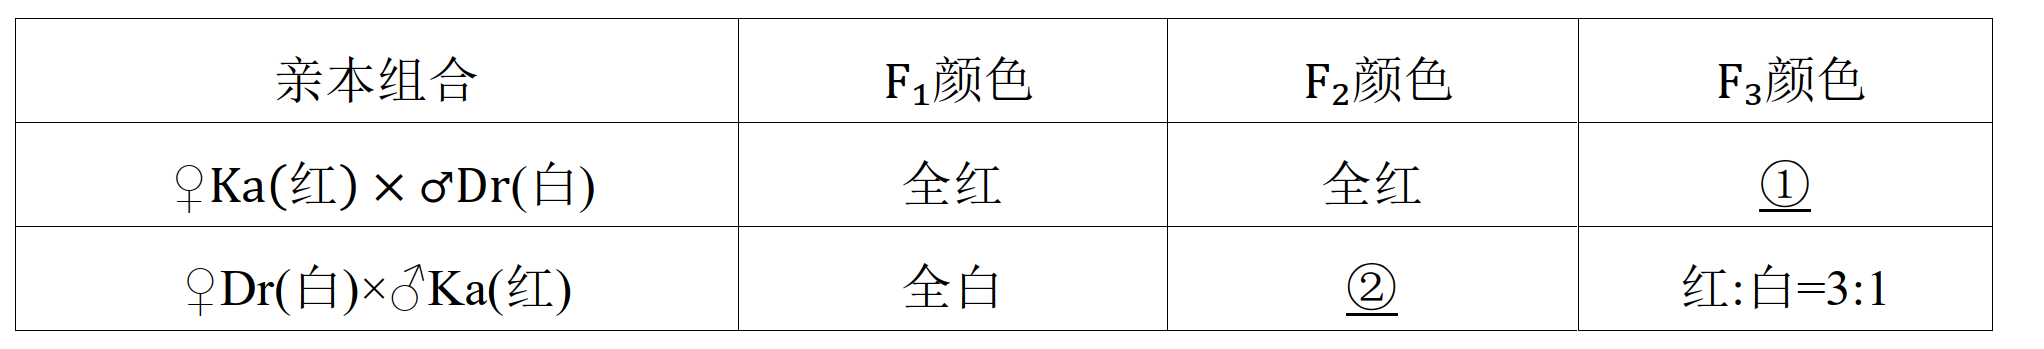 亲本组合 F₁颜色 F₂颜色 F₃颜色
♀Ka(红)×♂Dr(白) 全红 全红 ①
♀Dr(白)×♂Ka(红) 全白 ② 红:白=3:1